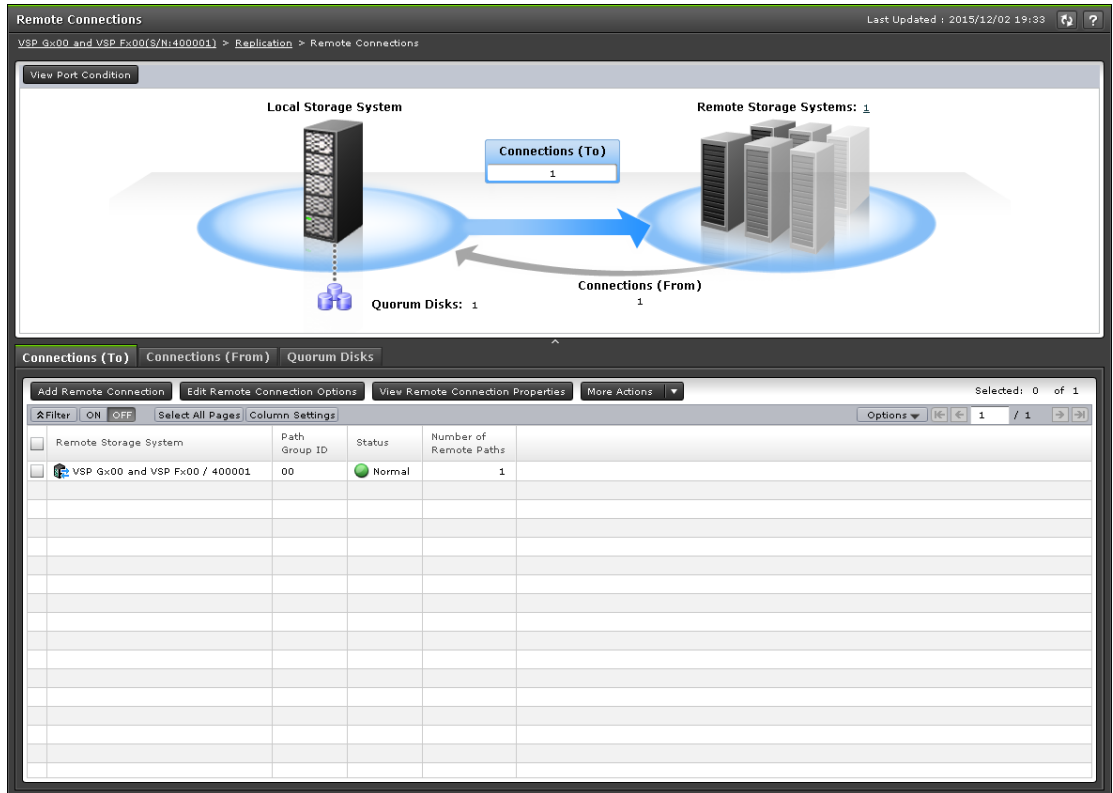 Remote Connections
Last Updated : 2015/12/02 19:33
?
VSP Gx00 and VSP Fx00(S/N:400001) > Replication > Remote Connections
View Port Condition
Local Storage System
Remote Storage Systems: 1
Connections (To)
1
Connections (From)
1
Quorum Disks: 1
Connections (To) Connections (From) Quorum Disks
Add Remote Connection Edit Remote Connection Options View Remote Connection Properties More Actions Selected: 0 of 1
Filter ON OFF Select All Pages Column Settings Options 1 / 1
Remote Storage System Path Group ID Status Number of Remote Paths
VSP Gx00 and VSP Fx00 / 400001 00 Normal 1